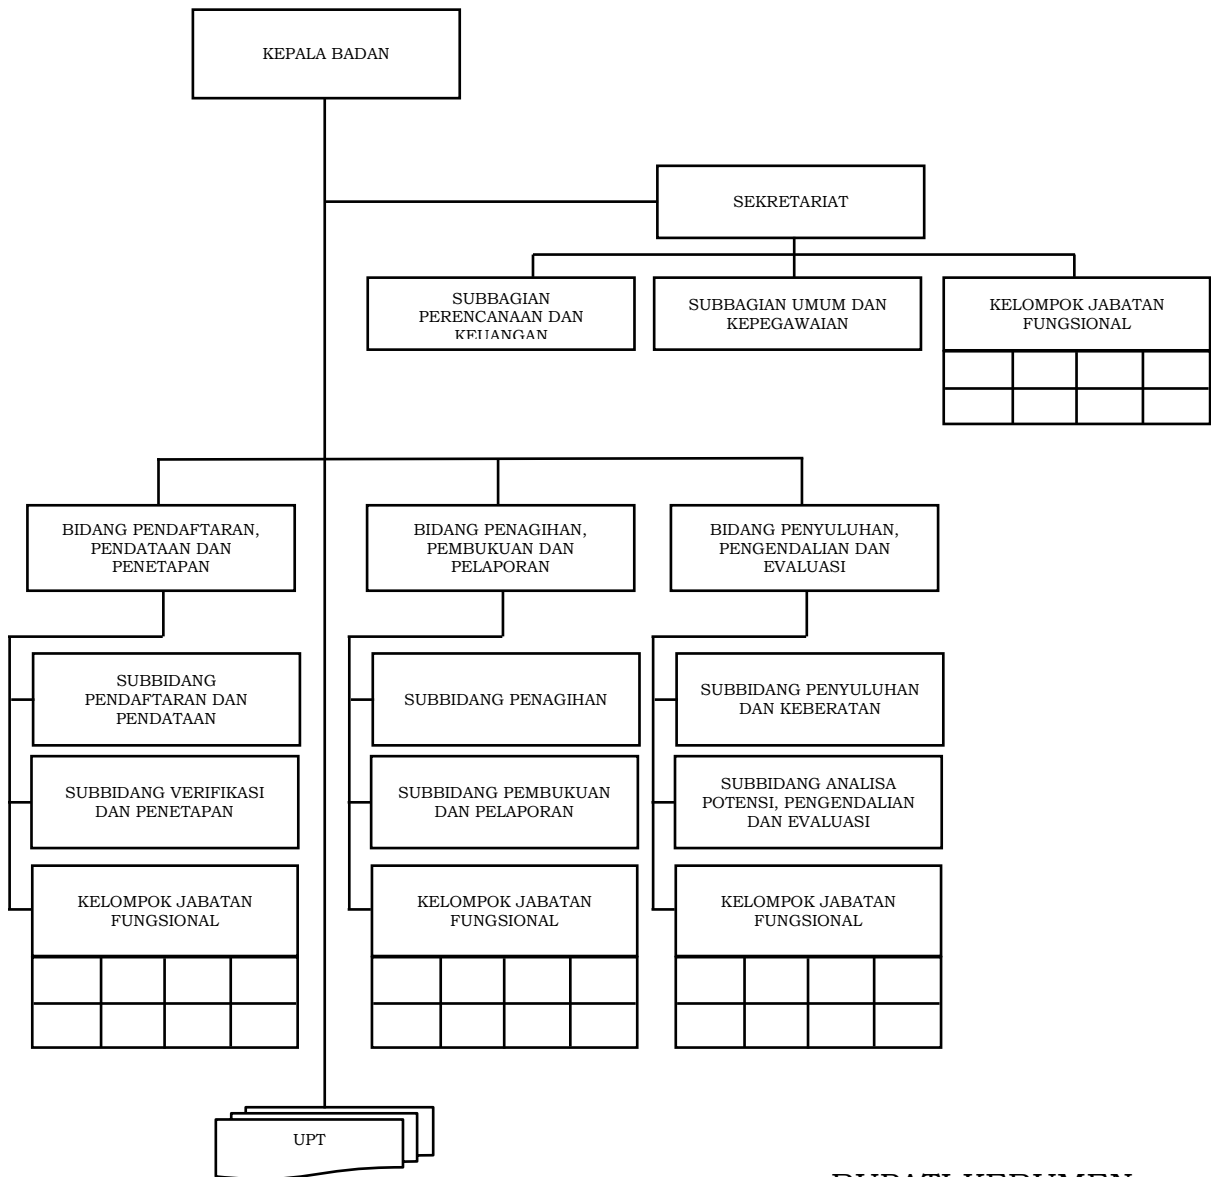 KEPALA BADAN
SEKRETARIAT
SUBBAGIAN
PERENCANAAN DAN
KEUANGAN
SUBBAGIAN UMUM DAN
KEPEGAWAIAN
KELOMPOK JABATAN
FUNGSIONAL
BIDANG PENDAFTARAN,
PENDATAAN DAN
PENETAPAN
BIDANG PENAGIHAN,
PEMBUKUAN DAN
PELAPORAN
BIDANG PENYULUHAN,
PENGENDALIAN DAN
EVALUASI
SUBBIDANG
PENDAFTARAN DAN
PENDATAAN
SUBBIDANG PENAGIHAN
SUBBIDANG PENYULUHAN
DAN KEBERATAN
SUBBIDANG VERIFIKASI
DAN PENETAPAN
SUBBIDANG PEMBUKUAN
DAN PELAPORAN
SUBBIDANG ANALISA
POTENSI, PENGENDALIAN
DAN EVALUASI
KELOMPOK JABATAN
FUNGSIONAL
KELOMPOK JABATAN
FUNGSIONAL
KELOMPOK JABATAN
FUNGSIONAL
UPT
BUPATI KEBUMEN